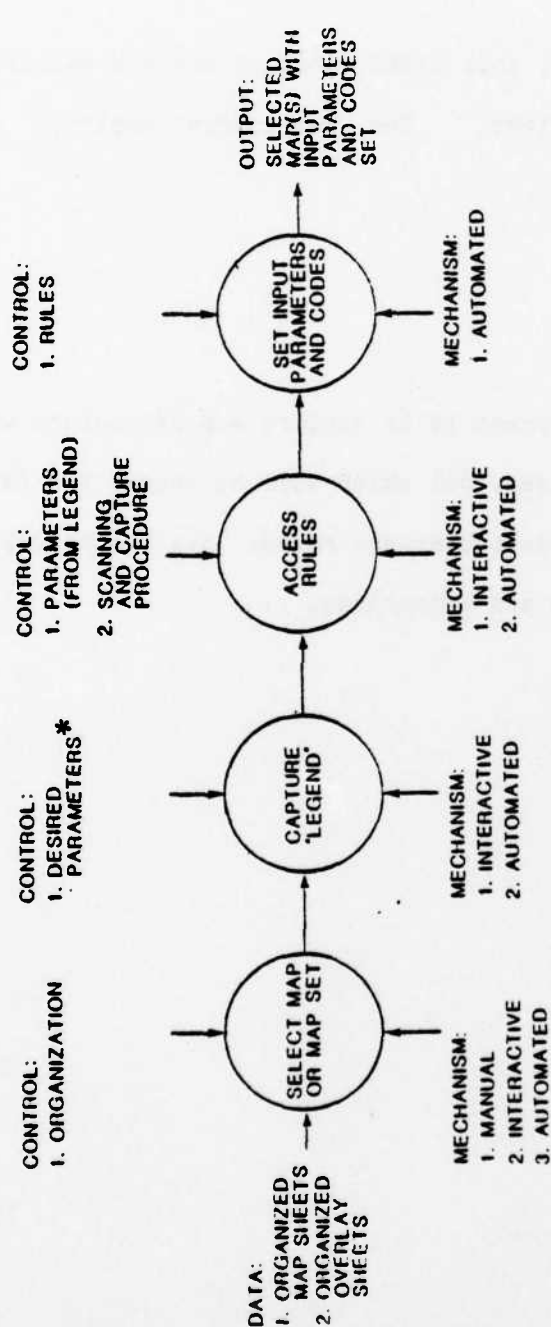 CONTROL:
1. ORGANIZATION
CONTROL:
1. DESIRED
PARAMETERS*
CONTROL:
1. PARAMETERS
(FROM LEGEND)
2. SCANNING
AND CAPTURE
PROCEDURE
CONTROL:
1. RULES
DATA:
1. ORGANIZED
MAP SHEETS
2. ORGANIZED
OVERLAY
SHEETS
SELECT MAP
OR MAP SET
CAPTURE
"LEGEND"
ACCESS
RULES
SET INPUT
PARAMETERS
AND CODES
OUTPUT:
SELECTED
MAP(S) WITH
INPUT
PARAMETERS
AND CODES
SET
MECHANISM:
1. MANUAL
2. INTERACTIVE
3. AUTOMATED
MECHANISM:
1. INTERACTIVE
2. AUTOMATED
MECHANISM:
1. INTERACTIVE
2. AUTOMATED
MECHANISM:
1. AUTOMATED